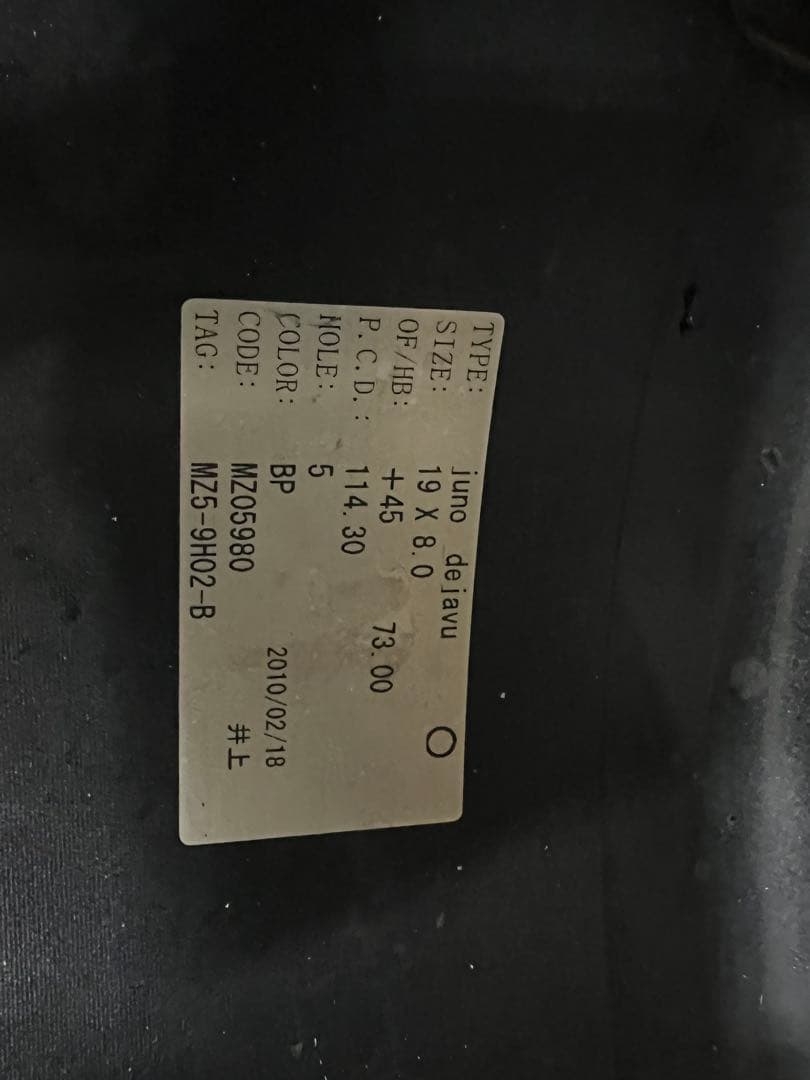 TYPE: juno dejavu
SIZE: 19 X 8.0 ○
OF/HB: +45 73.00
P.C.D.: 114.30
HOLE: 5
COLOR: BP 2010/02/18
CODE: MZ05980 井上
TAG: MZ5-9H02-B